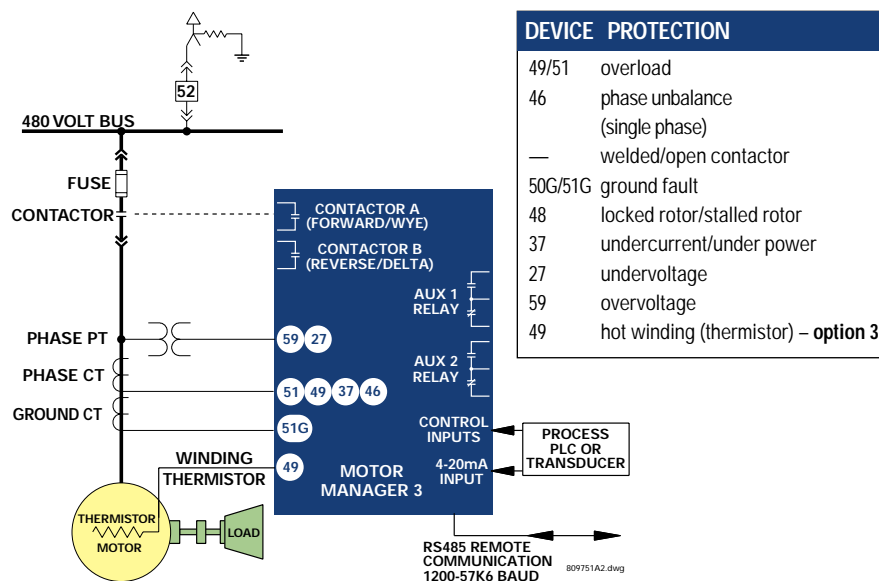 52
480 VOLT BUS
FUSE
CONTACTOR
PHASE PT
PHASE CT
GROUND CT
WINDING
THERMISTOR
THERMISTOR
MOTOR
LOAD
CONTACTOR A
(FORWARD/WYE)
CONTACTOR B
(REVERSE/DELTA)
AUX 1
RELAY
59 27
AUX 2
RELAY
51 49 37 46
51G
CONTROL
INPUTS
49
MOTOR
MANAGER 3
4-20mA
INPUT
PROCESS
PLC OR
TRANSDUCER
RS485 REMOTE
COMMUNICATION
1200-57K6 BAUD
809751A2.dwg
DEVICE PROTECTION
49/51 overload
46 phase unbalance
(single phase)
— welded/open contactor
50G/51G ground fault
48 locked rotor/stalled rotor
37 undercurrent/under power
27 undervoltage
59 overvoltage
49 hot winding (thermistor) – option 3